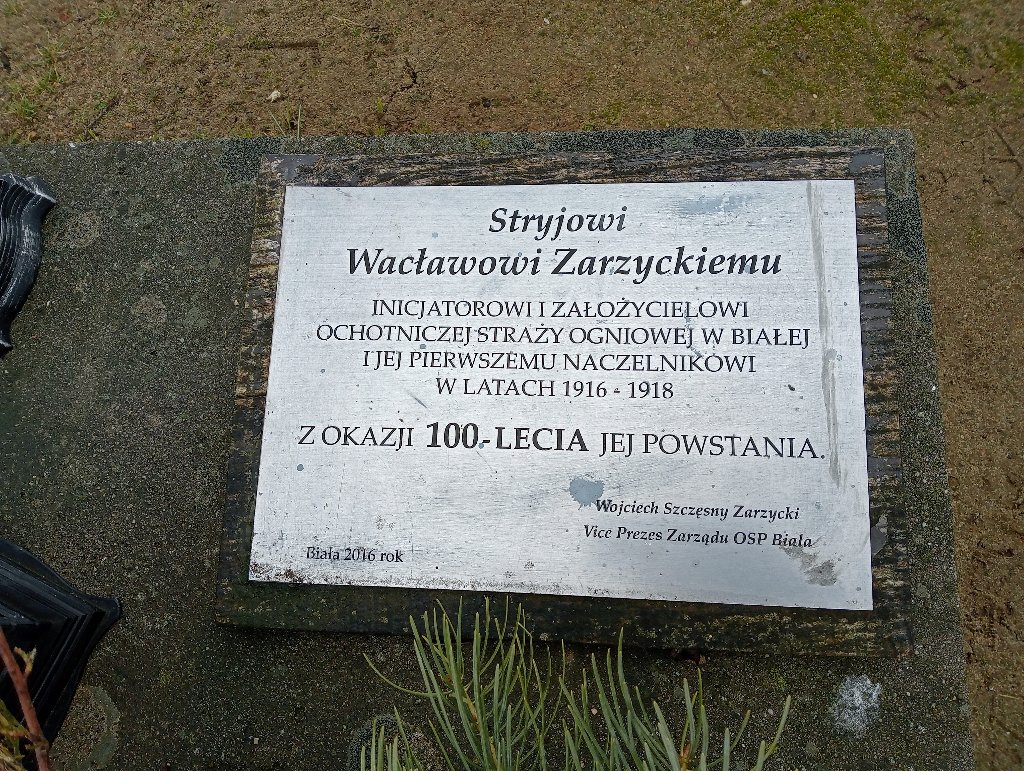 Stryjowi
Wacławowi Zarzyckiemu
INICJATOROWI I ZAŁOŻYCIELOWI
OCHOTNICZEJ STRAŻY OGNIOWEJ W BIAŁEJ
I JEJ PIERWSZEMU NACZELNIKOWI
W LATACH 1916 - 1918
Z OKAZJI 100-LECIA JEJ POWSTANIA.
Wojciech Szczęsny Zarzycki
Vice Prezes Zarządu OSP Biała
Biała 2016 rok